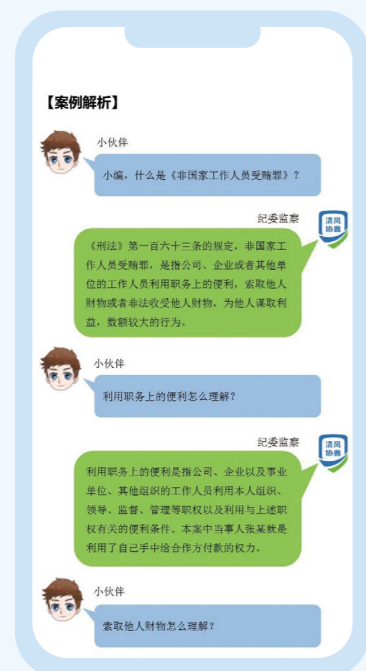 【案例解析】
小伙伴
小编，什么是《非国家工作人员受贿罪》？
纪委监察
清风
协鑫
《刑法》第一百六十三条的规定，非国家工
作人员受贿罪，是指公司、企业或者其他单
位的工作人员利用职务上的便利，索取他人
财物或者非法收受他人财物，为他人谋取利
益，数额较大的行为。
小伙伴
利用职务上的便利怎么理解？
纪委监察
清风
协鑫
利用职务上的便利是指公司、企业以及事业
单位、其他组织的工作人员利用本人组织、
领导、监督、管理等职权以及利用与上述职
权有关的便利条件。本案中当事人张某就是
利用了自己手中给合作方付款的权力。
小伙伴
索取他人财物怎么理解？